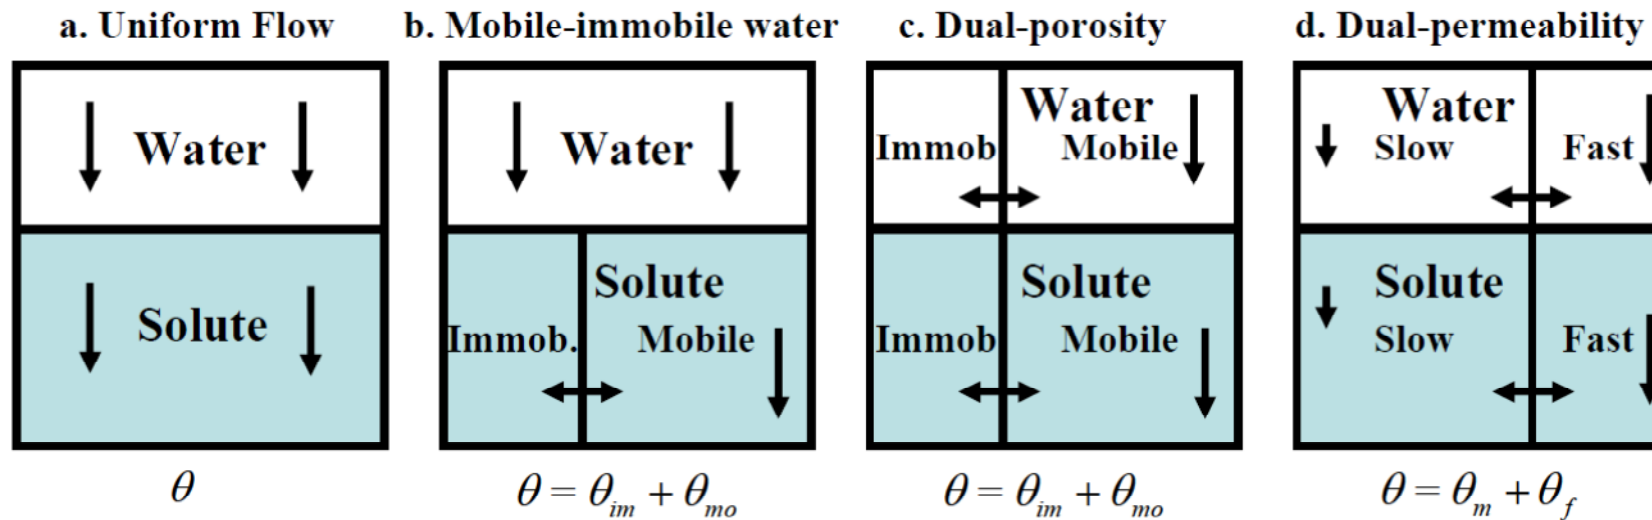 a. Uniform Flow
Water
Solute
θ
b. Mobile-immobile water
Water
Solute
Immob. Mobile
θ = θim + θmo
c. Dual-porosity
Water
Immob Mobile
Solute
Immob Mobile
θ = θim + θmo
d. Dual-permeability
Water
Slow Fast
Solute
Slow Fast
θ = θm + θf